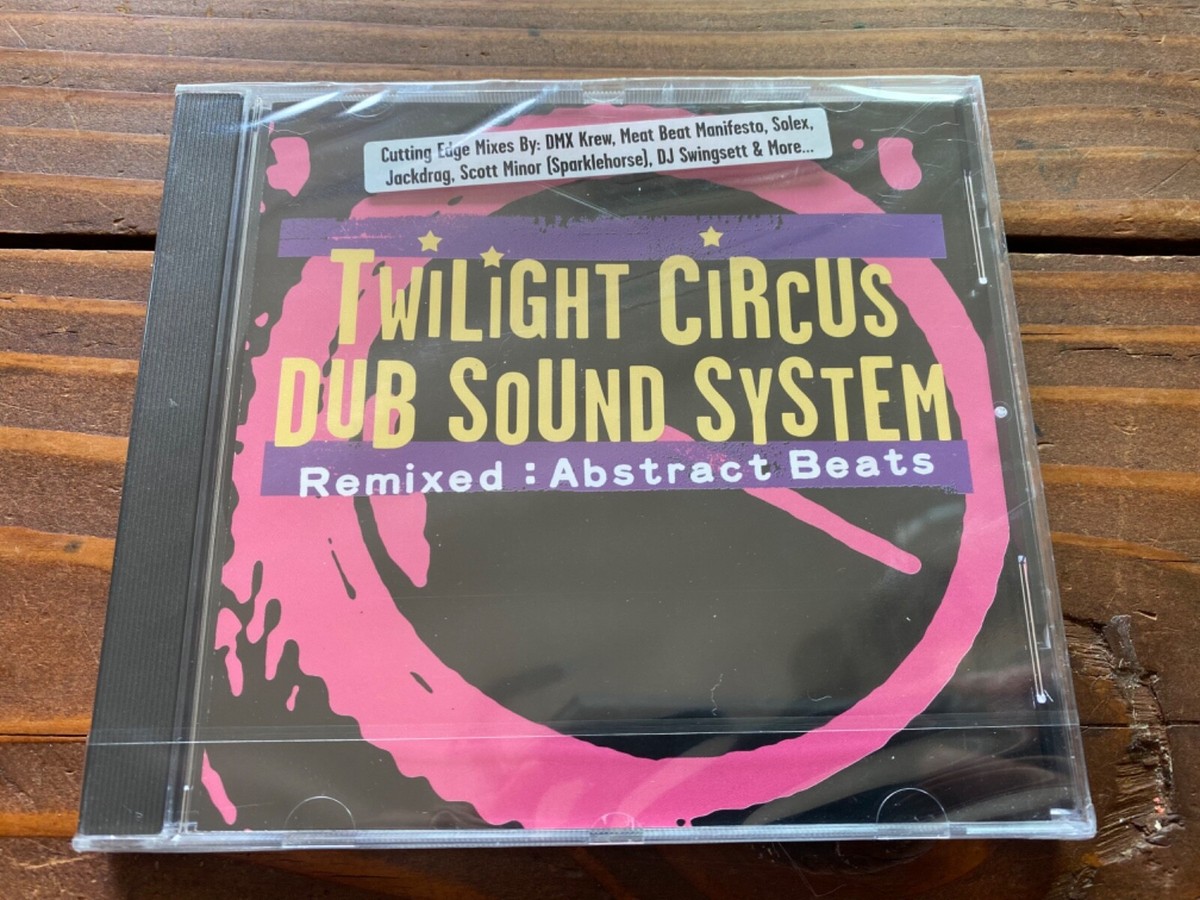 Cutting Edge Mixes By: DMX Krew, Meat Beat Manifesto, Solex,
Jackdrag, Scott Minor (Sparklehorse), DJ Swingsett & More...
TWiLiGHT CiRCUS
DUB SOUND SYSTEM
Remixed : Abstract Beats